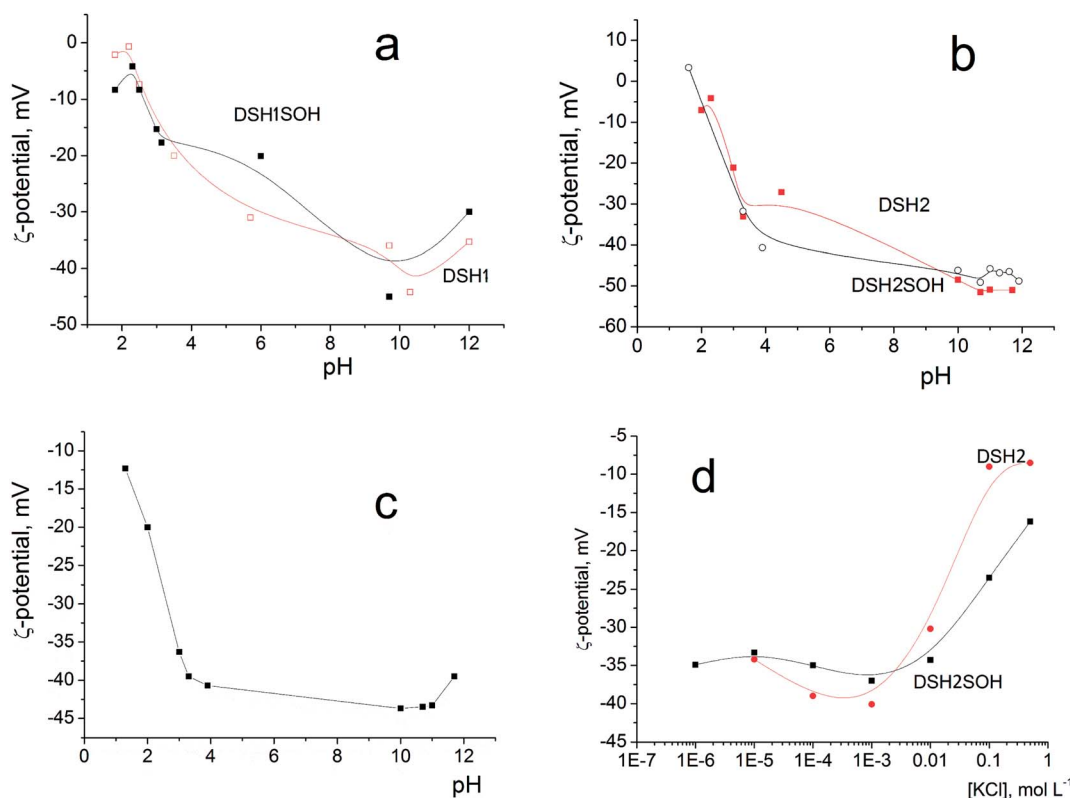 a
ζ-potential, mV
0
-10
-20
-30
-40
-50
DSH1SOH
DSH1
2 4 6 8 10 12
pH
b
ζ-potential, mV
10
0
-10
-20
-30
-40
-50
-60
DSH2
DSH2SOH
0 2 4 6 8 10 12
pH
c
ζ-potential, mV
-10
-15
-20
-25
-30
-35
-40
-45
0 2 4 6 8 10 12
pH
d
ζ-potential, mV
-5
-10
-15
-20
-25
-30
-35
-40
-45
DSH2
DSH2SOH
1E-7 1E-6 1E-5 1E-4 1E-3 0.01 0.1 1
[KCl], mol L⁻¹